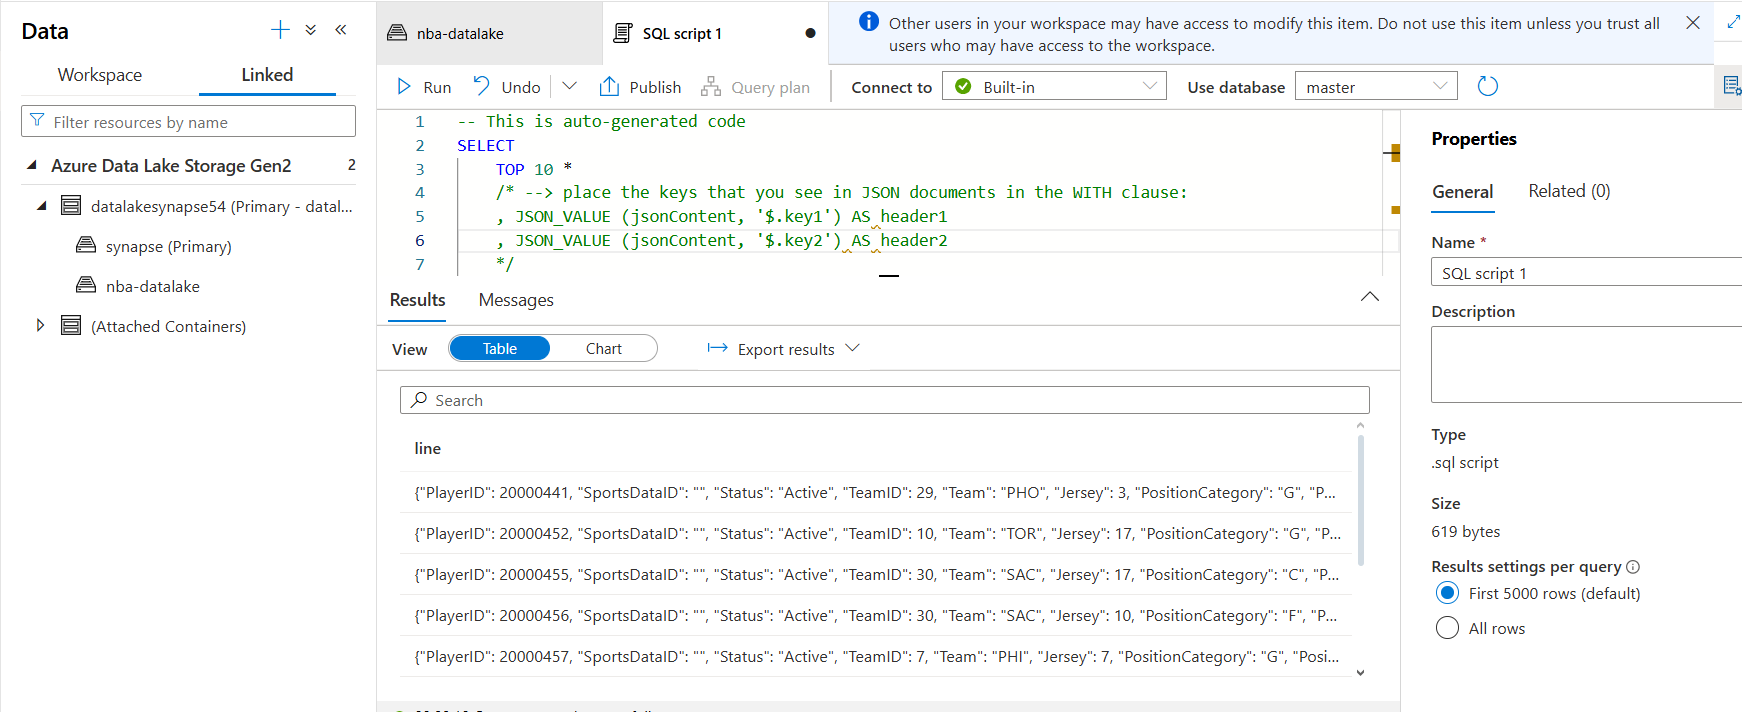 Data
Workspace
Linked
Filter resources by name
Azure Data Lake Storage Gen2
2
datalakesynapse54 (Primary - datal...
synapse (Primary)
nba-datalake
(Attached Containers)
nba-datalake
SQL script 1
Other users in your workspace may have access to modify this item. Do not use this item unless you trust all
users who may have access to the workspace.
Run
Undo
Publish
Query plan
Connect to
Built-in
Use database
master
1 -- This is auto-generated code
2 SELECT
3 TOP 10 *
4 /* --> place the keys that you see in JSON documents in the WITH clause:
5 , JSON_VALUE (jsonContent, '$.key1') AS header1
6 , JSON_VALUE (jsonContent, '$.key2') AS header2
7 */
Results
Messages
View
Table
Chart
Export results
Search
line
{"PlayerID": 20000441, "SportsDataID": "", "Status": "Active", "TeamID": 29, "Team": "PHO", "Jersey": 3, "PositionCategory": "G", "P...
{"PlayerID": 20000452, "SportsDataID": "", "Status": "Active", "TeamID": 10, "Team": "TOR", "Jersey": 17, "PositionCategory": "G", "P...
{"PlayerID": 20000455, "SportsDataID": "", "Status": "Active", "TeamID": 30, "Team": "SAC", "Jersey": 17, "PositionCategory": "C", "P...
{"PlayerID": 20000456, "SportsDataID": "", "Status": "Active", "TeamID": 30, "Team": "SAC", "Jersey": 10, "PositionCategory": "F", "P...
{"PlayerID": 20000457, "SportsDataID": "", "Status": "Active", "TeamID": 7, "Team": "PHI", "Jersey": 7, "PositionCategory": "G", "Posi...
Properties
General
Related (0)
Name *
SQL script 1
Description
Type
.sql script
Size
619 bytes
Results settings per query
First 5000 rows (default)
All rows